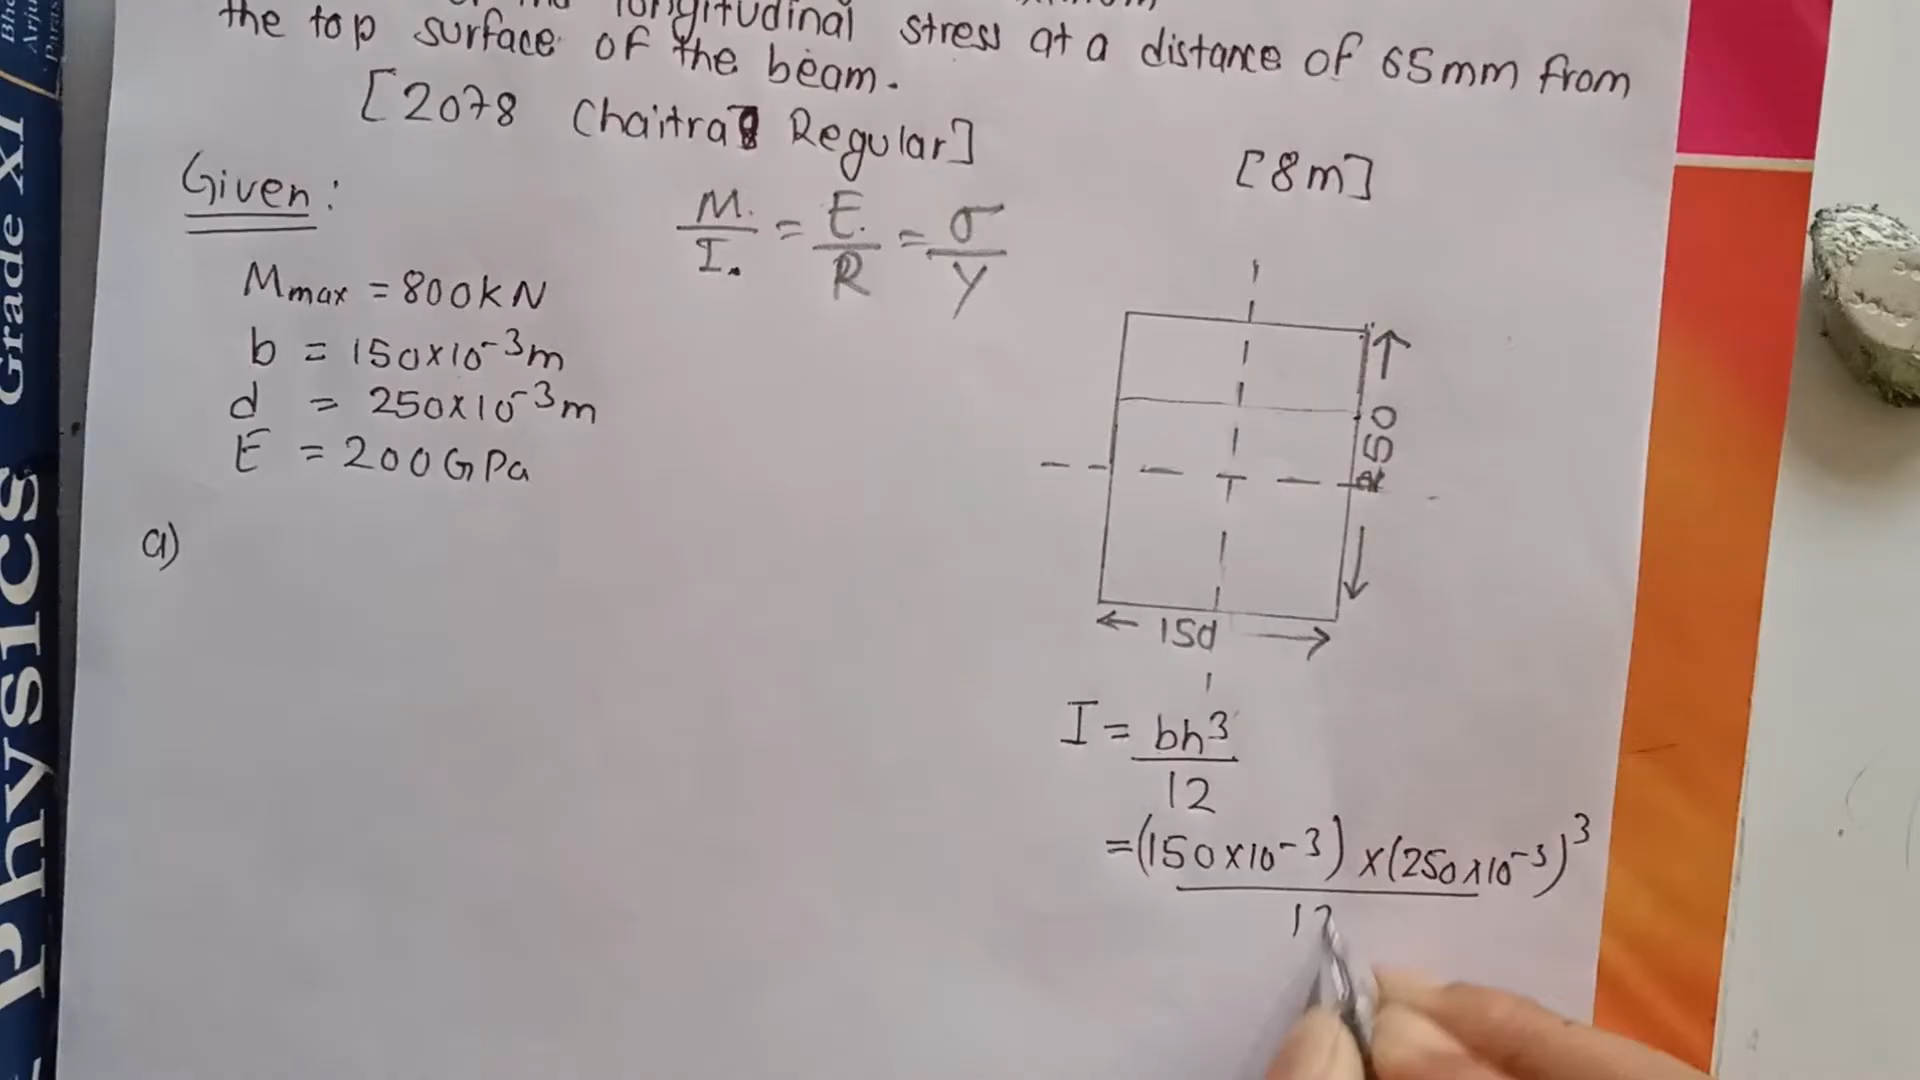 longitudinal stress at a distance of 65mm from
the top surface of the beam.
[2078 Chaitra Regular]
[8m]
Given:
M/I = E/R = σ/Y
Mmax = 800kN
b = 150×10-3m
d = 250×10-3m
E = 200GPa
a)
250
150
I = bh3/12
=(150×10-3)×(250×10-3)3
12
Physics Grade XI